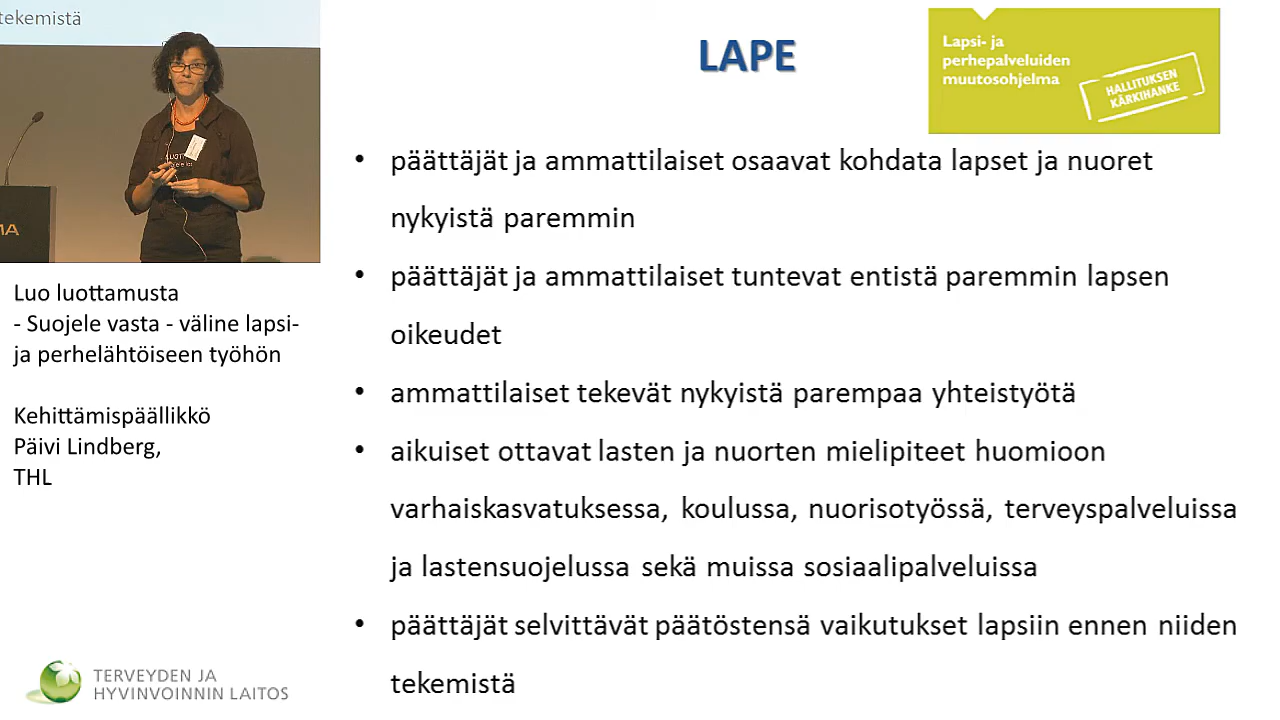 tekemistä
MA
Luo luottamusta
- Suojele vasta - väline lapsi-
ja perhelähtöiseen työhön
Kehittämispäällikkö
Päivi Lindberg,
THL
TERVEYDEN JA
HYVINVOINNIN LAITOS
LAPE
Lapsi- ja
perhepalveluiden
muutosohjelma
HALLITUKSEN
KÄRKIHANKE
• päättäjät ja ammattilaiset osaavat kohdata lapset ja nuoret
nykyistä paremmin
• päättäjät ja ammattilaiset tuntevat entistä paremmin lapsen
oikeudet
• ammattilaiset tekevät nykyistä parempaa yhteistyötä
• aikuiset ottavat lasten ja nuorten mielipiteet huomioon
varhaiskasvatuksessa, koulussa, nuorisotyössä, terveyspalveluissa
ja lastensuojelussa sekä muissa sosiaalipalveluissa
• päättäjät selvittävät päätöstensä vaikutukset lapsiin ennen niiden
tekemistä